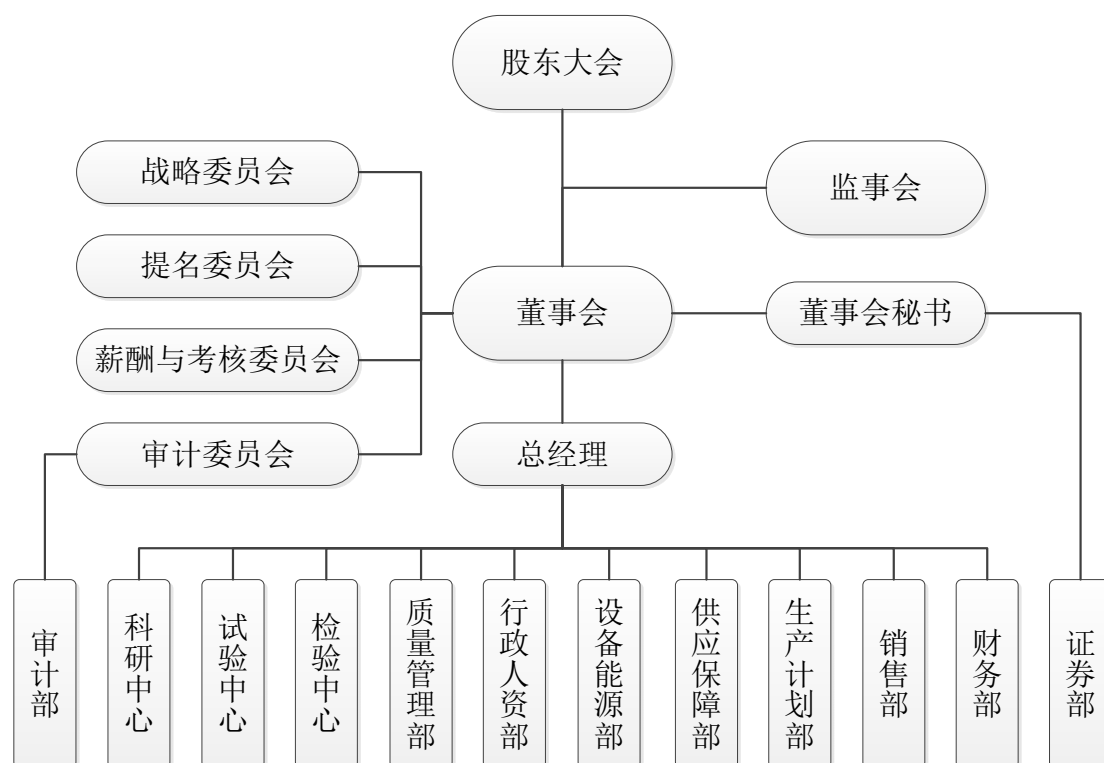 股东大会
战略委员会
监事会
提名委员会
董事会
董事会秘书
薪酬与考核委员会
审计委员会
总经理
审计部
科研中心
试验中心
检验中心
质量管理部
行政人资部
设备能源部
供应保障部
生产计划部
销售部
财务部
证券部